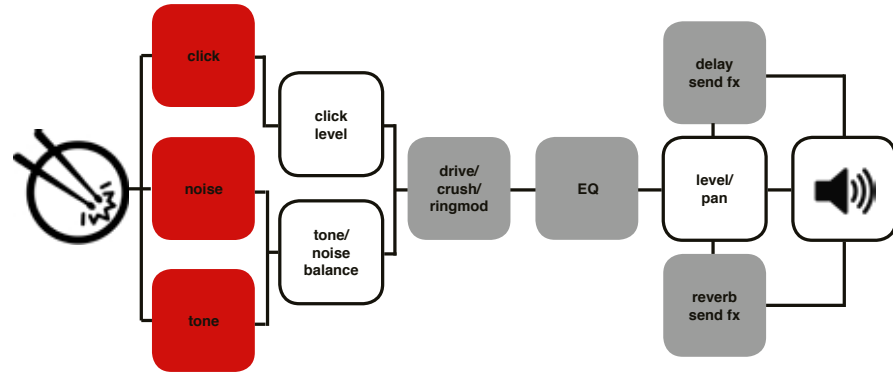 click
noise
tone
click
level
tone/
noise
balance
drive/
crush/
ringmod
EQ
delay
send fx
level/
pan
reverb
send fx